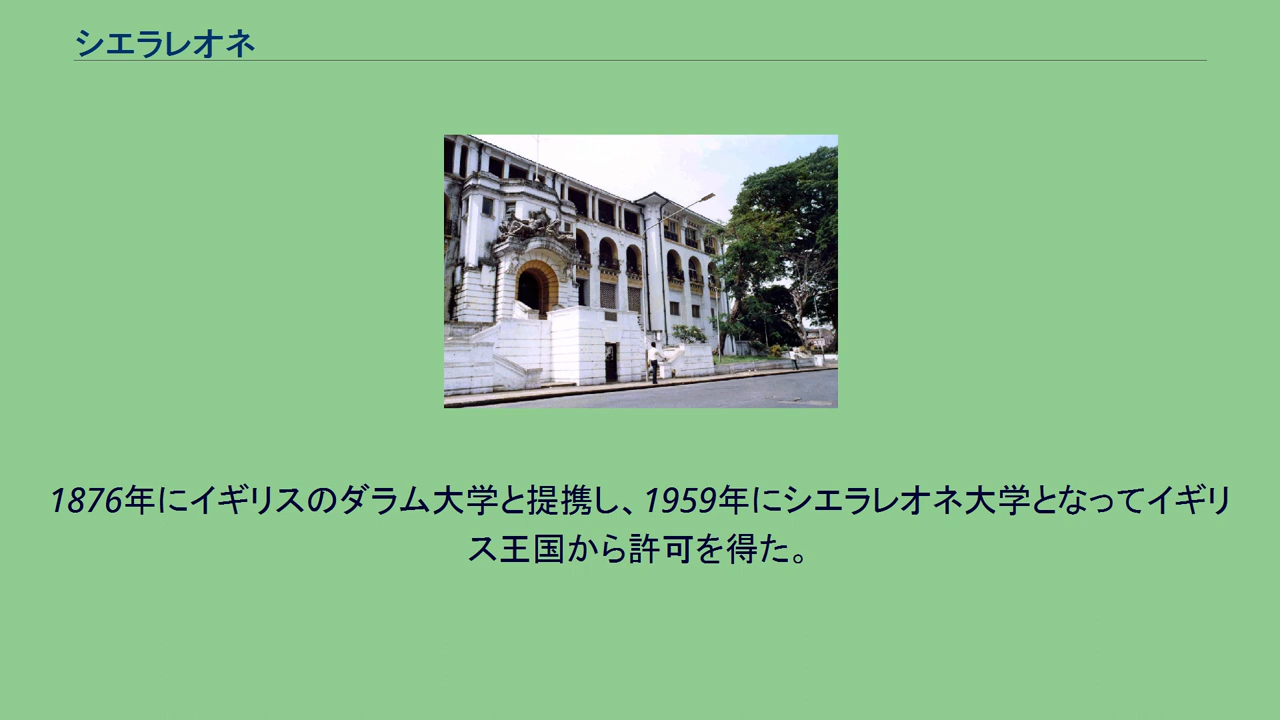 シエラレオネ
1876年にイギリスのダラム大学と提携し、1959年にシエラレオネ大学となってイギリ
ス王国から許可を得た。